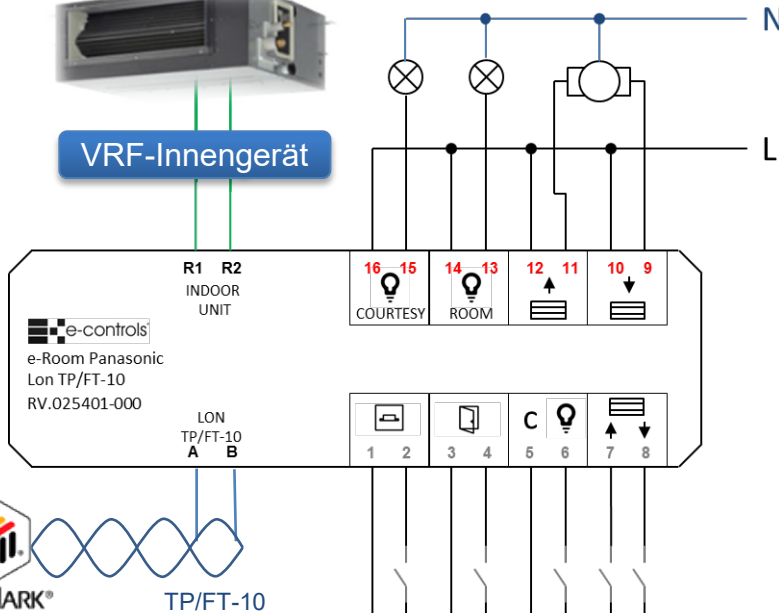 N
VRF-Innengerät
L
R1 R2
INDOOR
UNIT
16 15
COURTESY
14 13
ROOM
12 11
10 9
e-controls
e-Room Panasonic
Lon TP/FT-10
RV.025401-000
LON
TP/FT-10
A B
C
1 2 3 4 5 6 7 8
ARK®
TP/FT-10